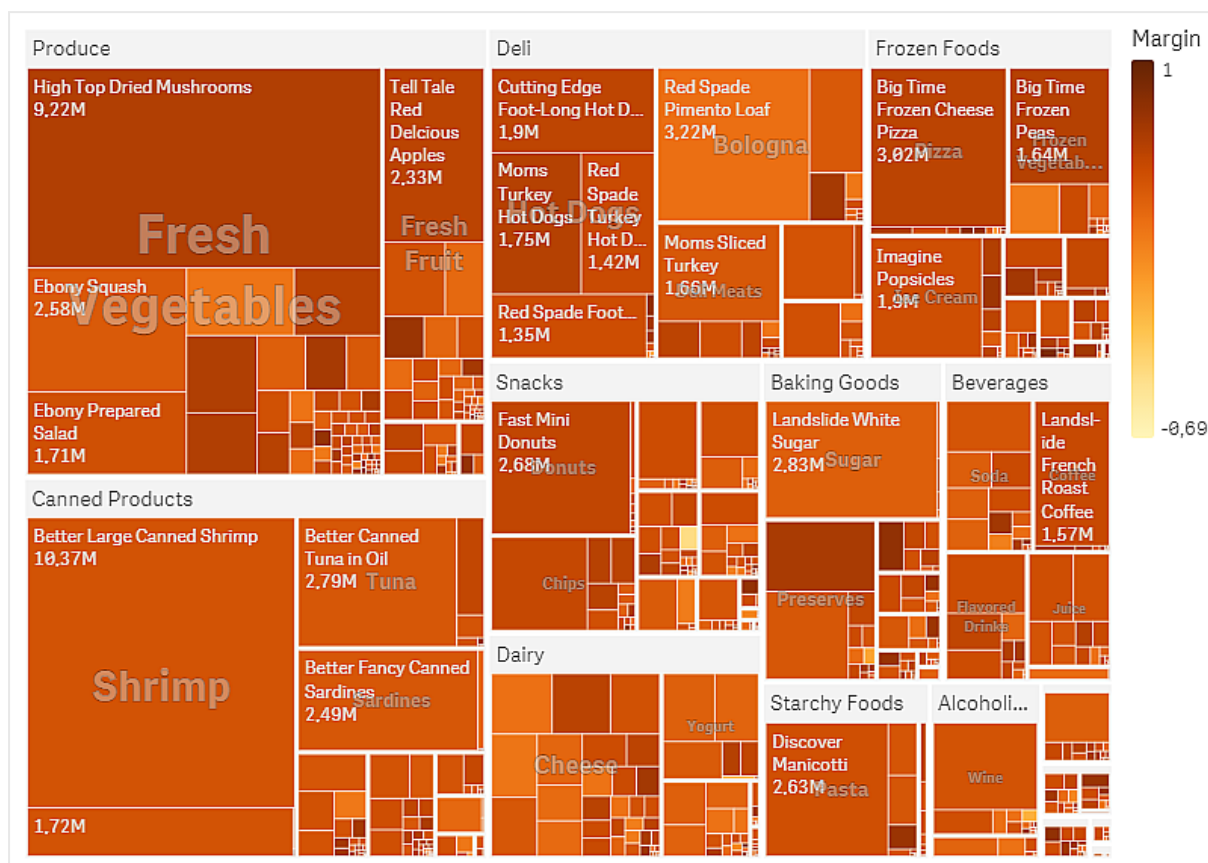 Produce
High Top Dried Mushrooms
9,22M
Fresh
Vegetables
Ebony Squash
2,58M
Ebony Prepared
Salad
1,71M
Tell Tale
Red
Delcious
Apples
2,33M
Fresh
Fruit
Canned Products
Better Large Canned Shrimp
10,37M
Shrimp
1,72M
Better Canned
Tuna in Oil
2,79M
Tuna
Better Fancy Canned
Sardines
2,49M
Sardines
Deli
Cutting Edge
Foot-Long Hot D...
1,9M
Moms
Turkey
Hot Dogs
1,75M
Red
Spade
Turkey
Hot D...
1,42M
Hot Dogs
Red Spade Foot...
1,35M
Red Spade
Pimento Loaf
3,22M
Bologna
Moms Sliced
Turkey
1,66M
Deli Meats
Frozen Foods
Big Time
Frozen Cheese
Pizza
3,02M
Pizza
Big Time
Frozen
Peas
1,64M
Frozen
Vegetab...
Imagine
Popsicles
1,9M
Ice Cream
Snacks
Fast Mini
Donuts
2,68M
Donuts
Chips
Dairy
Cheese
Yogurt
Baking Goods
Landslide White
Sugar
2,83M
Sugar
Preserves
Beverages
Soda
Landsl-
ide
French
Roast
Coffee
1,57M
Coffee
Flavored
Drinks
Juice
Starchy Foods
Discover
Manicotti
2,63M
Pasta
Alcoholi...
Wine
Margin
1
-0,69